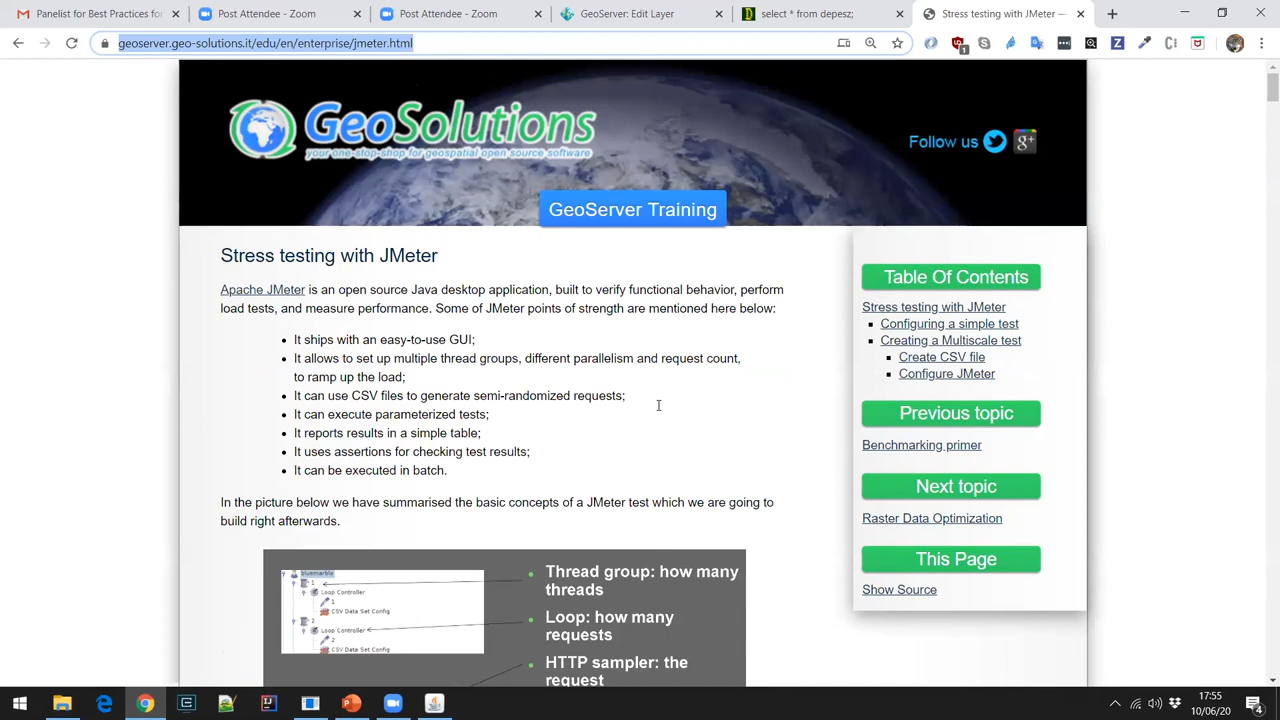 Panelist for Best Practices for
Post Attendee - Zoom
Post Attendee - Zoom
GeoServer: Edit Layer
select * from depesz;
Stress testing with JMeter —
geoserver.geo-solutions.it/edu/en/enterprise/jmeter.html
GeoSolutions
your one-stop-shop for geospatial open source software
Follow us
GeoServer Training
Stress testing with JMeter
Apache JMeter is an open source Java desktop application, built to verify functional behavior, perform
load tests, and measure performance. Some of JMeter points of strength are mentioned here below:
It ships with an easy-to-use GUI;
It allows to set up multiple thread groups, different parallelism and request count,
to ramp up the load;
It can use CSV files to generate semi-randomized requests;
It can execute parameterized tests;
It reports results in a simple table;
It uses assertions for checking test results;
It can be executed in batch.
In the picture below we have summarised the basic concepts of a JMeter test which we are going to
build right afterwards.
bluemarble
1
Loop Controller
1
CSV Data Set Config
2
Loop Controller
2
CSV Data Set Config
Thread group: how many
threads
Loop: how many
requests
HTTP sampler: the
request
Table Of Contents
Stress testing with JMeter
Configuring a simple test
Creating a Multiscale test
Create CSV file
Configure JMeter
Previous topic
Benchmarking primer
Next topic
Raster Data Optimization
This Page
Show Source
17:55
10/06/20
4